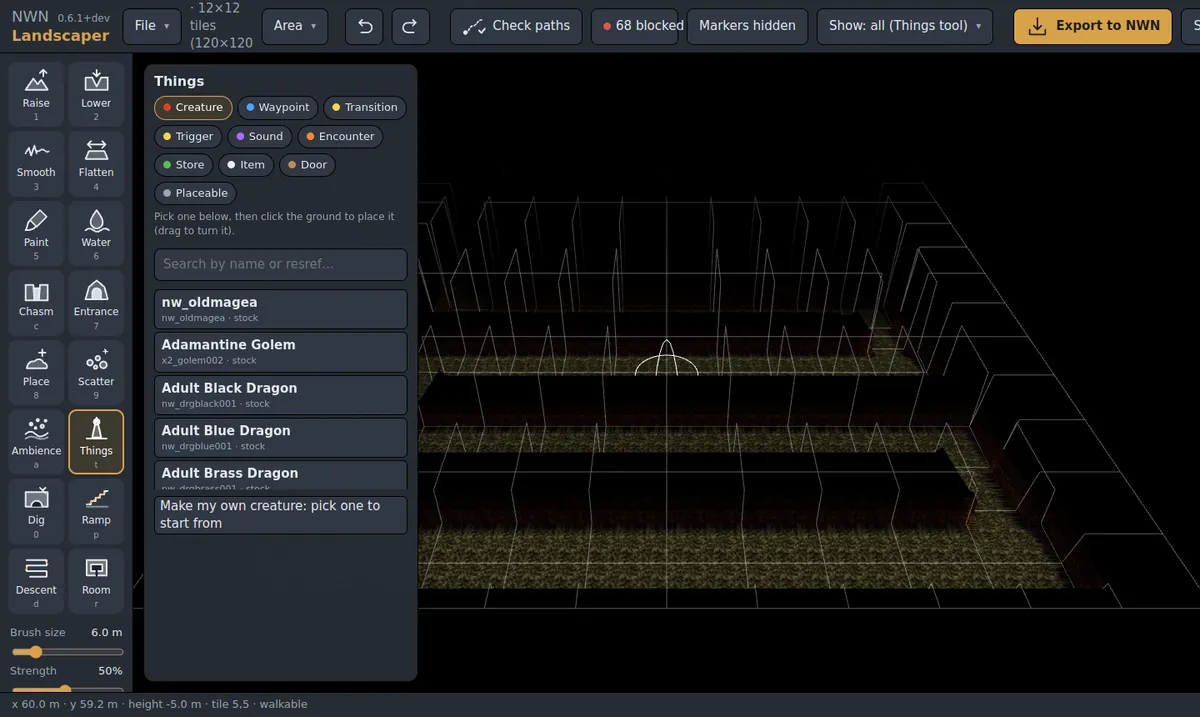 NWN 0.6.1+dev
Landscaper
File
· 12×12
tiles
(120×120
Area
Check paths
68 blocked
Markers hidden
Show: all (Things tool)
Export to NWN
Raise
1
Lower
2
Smooth
3
Flatten
4
Paint
5
Water
6
Chasm
c
Entrance
7
Place
8
Scatter
9
Ambience
a
Things
t
Dig
0
Ramp
p
Descent
d
Room
r
Brush size 6.0 m
Strength 50%
Things
Creature Waypoint Transition
Trigger Sound Encounter
Store Item Door
Placeable
Pick one below, then click the ground to place it
(drag to turn it).
Search by name or resref...
nw_oldmagea
nw_oldmagea · stock
Adamantine Golem
x2_golem002 · stock
Adult Black Dragon
nw_drgblack001 · stock
Adult Blue Dragon
nw_drgblue001 · stock
Adult Brass Dragon
nw_drgbrass001 · stock
Make my own creature: pick one to
start from
x 60.0 m · y 59.2 m · height -5.0 m · tile 5,5 · walkable